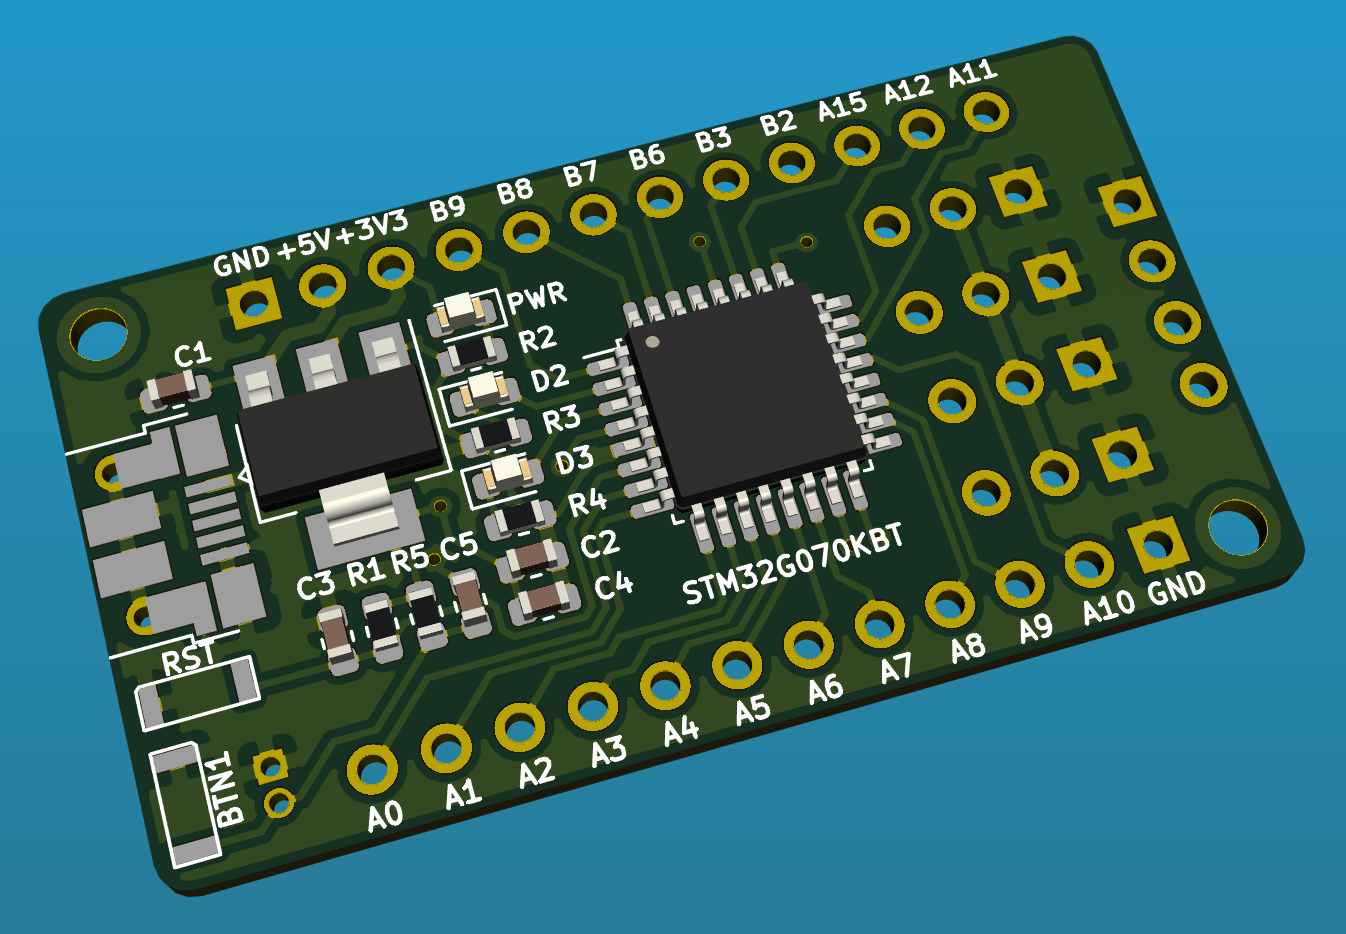 GND
+5V
+3V3
B9
B8
B7
B6
B3
B2
A15
A12
A11
C1
PWR
R2
D2
R3
D3
R4
C2
C4
C3
R1
R5
C5
STM32G070KBT
RST
BTN1
A0
A1
A2
A3
A4
A5
A6
A7
A8
A9
A10
GND